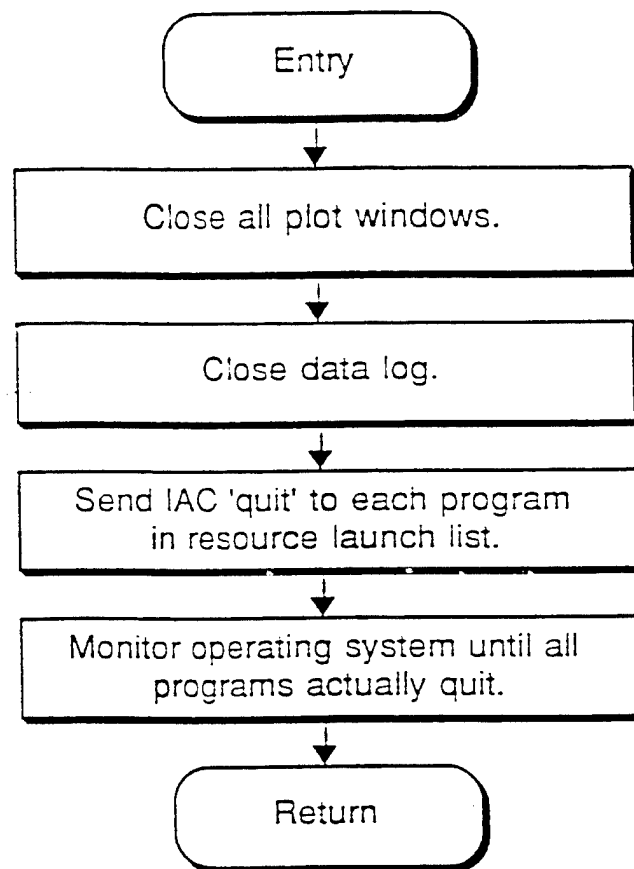 Entry
Close all plot windows.
Close data log.
Send IAC 'quit' to each program
in resource launch list.
Monitor operating system until all
programs actually quit.
Return